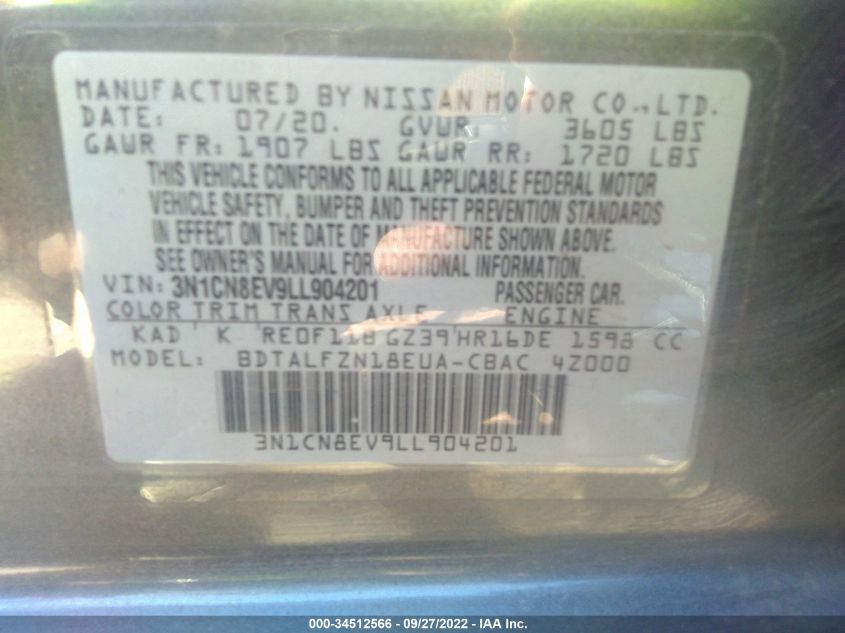 MANUFACTURED BY NISSAN MOTOR CO., LTD.
DATE: 07/20. GVWR 3605 LBS
GAWR FR: 1907 LBS GAWR RR: 1720 LBS
THIS VEHICLE CONFORMS TO ALL APPLICABLE FEDERAL MOTOR
VEHICLE SAFETY, BUMPER AND THEFT PREVENTION STANDARDS
IN EFFECT ON THE DATE OF MANUFACTURE SHOWN ABOVE.
SEE OWNER'S MANUAL FOR ADDITIONAL INFORMATION.
VIN: 3N1CN8EV9LL904201 PASSENGER CAR.
COLOR TRIM TRANS AXLE ENGINE
KAD K RE0F11B GZ39 HR16DE 1598 CC
MODEL: BDTALFZN18EUA-CBAC 4Z000
3N1CN8EV9LL904201
000-34512566 - 09/27/2022 - IAA Inc.